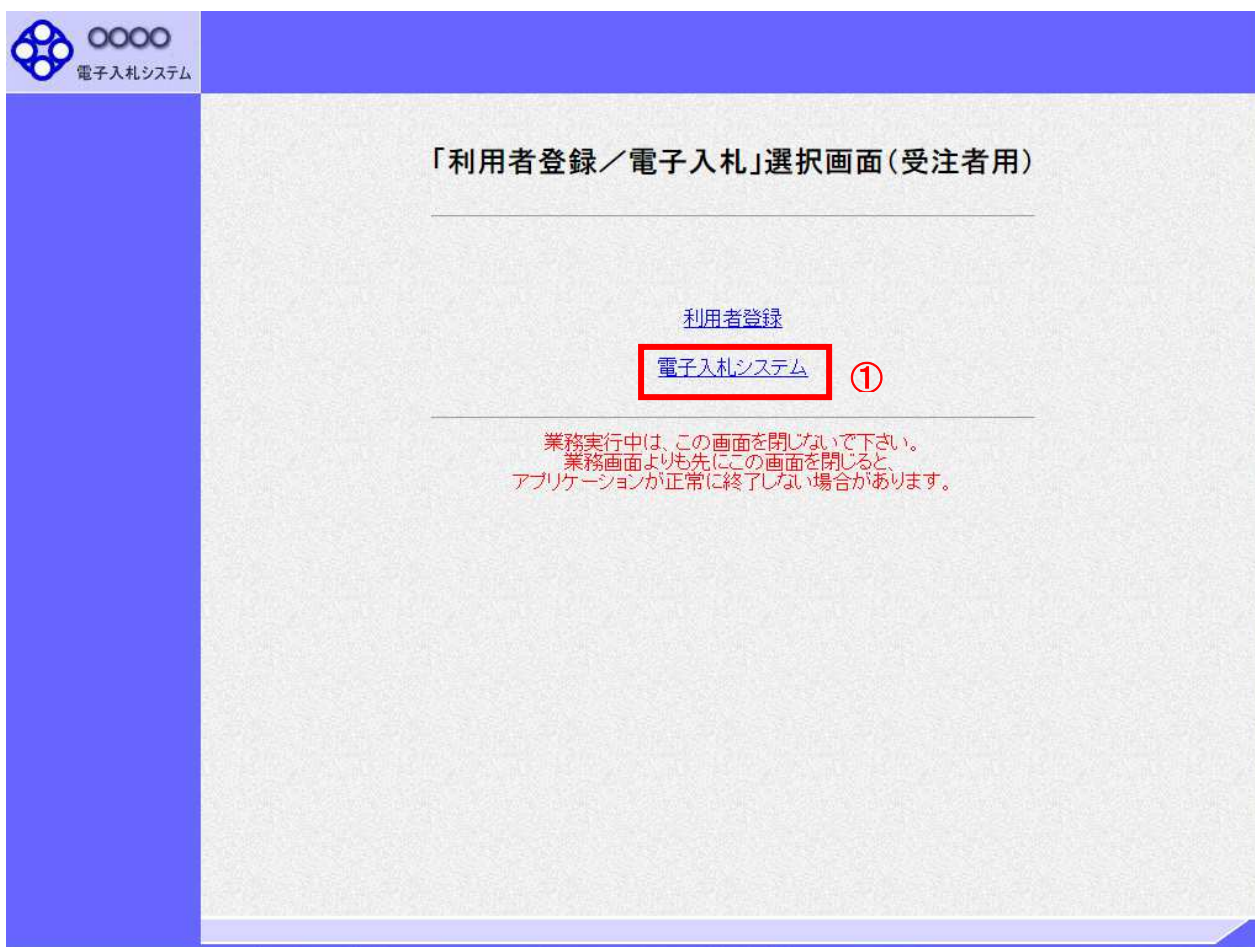 〇〇〇〇
電子入札システム
「利用者登録／電子入札」選択画面(受注者用)
利用者登録
電子入札システム
①
業務実行中は、この画面を閉じないで下さい。
業務画面よりも先にこの画面を閉じると、
アプリケーションが正常に終了しない場合があります。